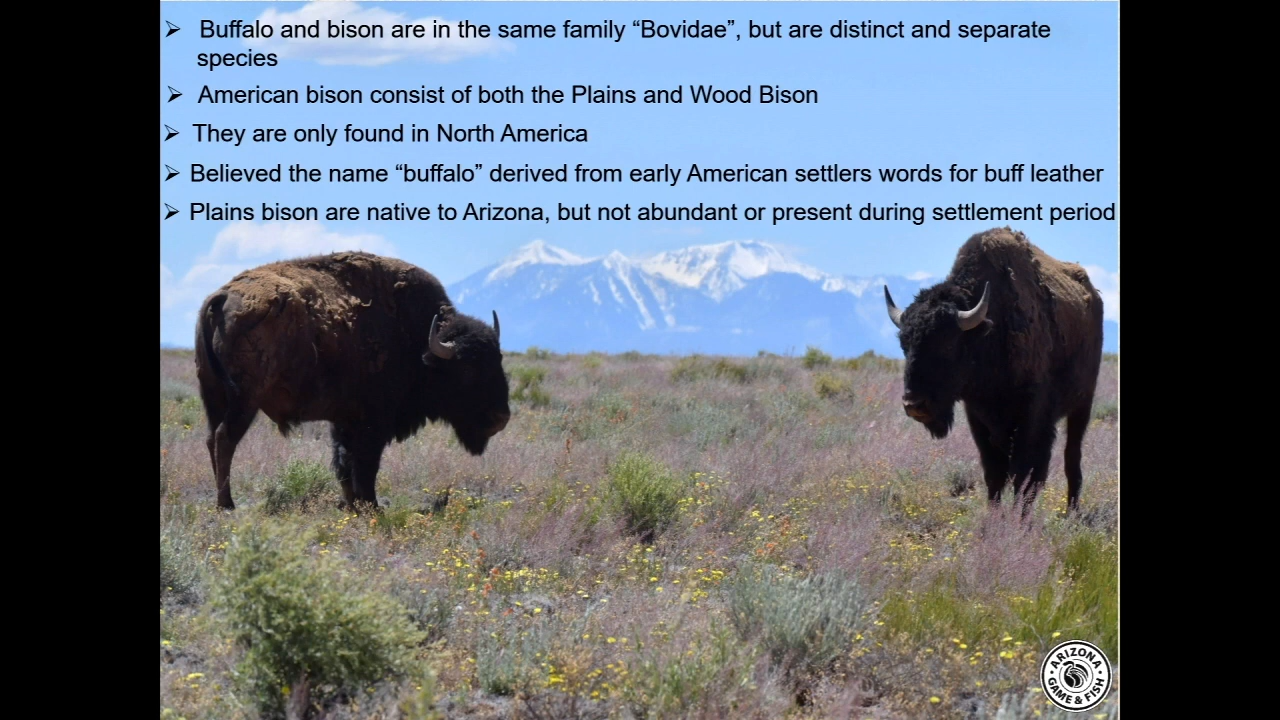 ➢ Buffalo and bison are in the same family “Bovidae”, but are distinct and separate
species
➢ American bison consist of both the Plains and Wood Bison
➢ They are only found in North America
➢ Believed the name “buffalo” derived from early American settlers words for buff leather
➢ Plains bison are native to Arizona, but not abundant or present during settlement period
ARIZONA
GAME & FISH